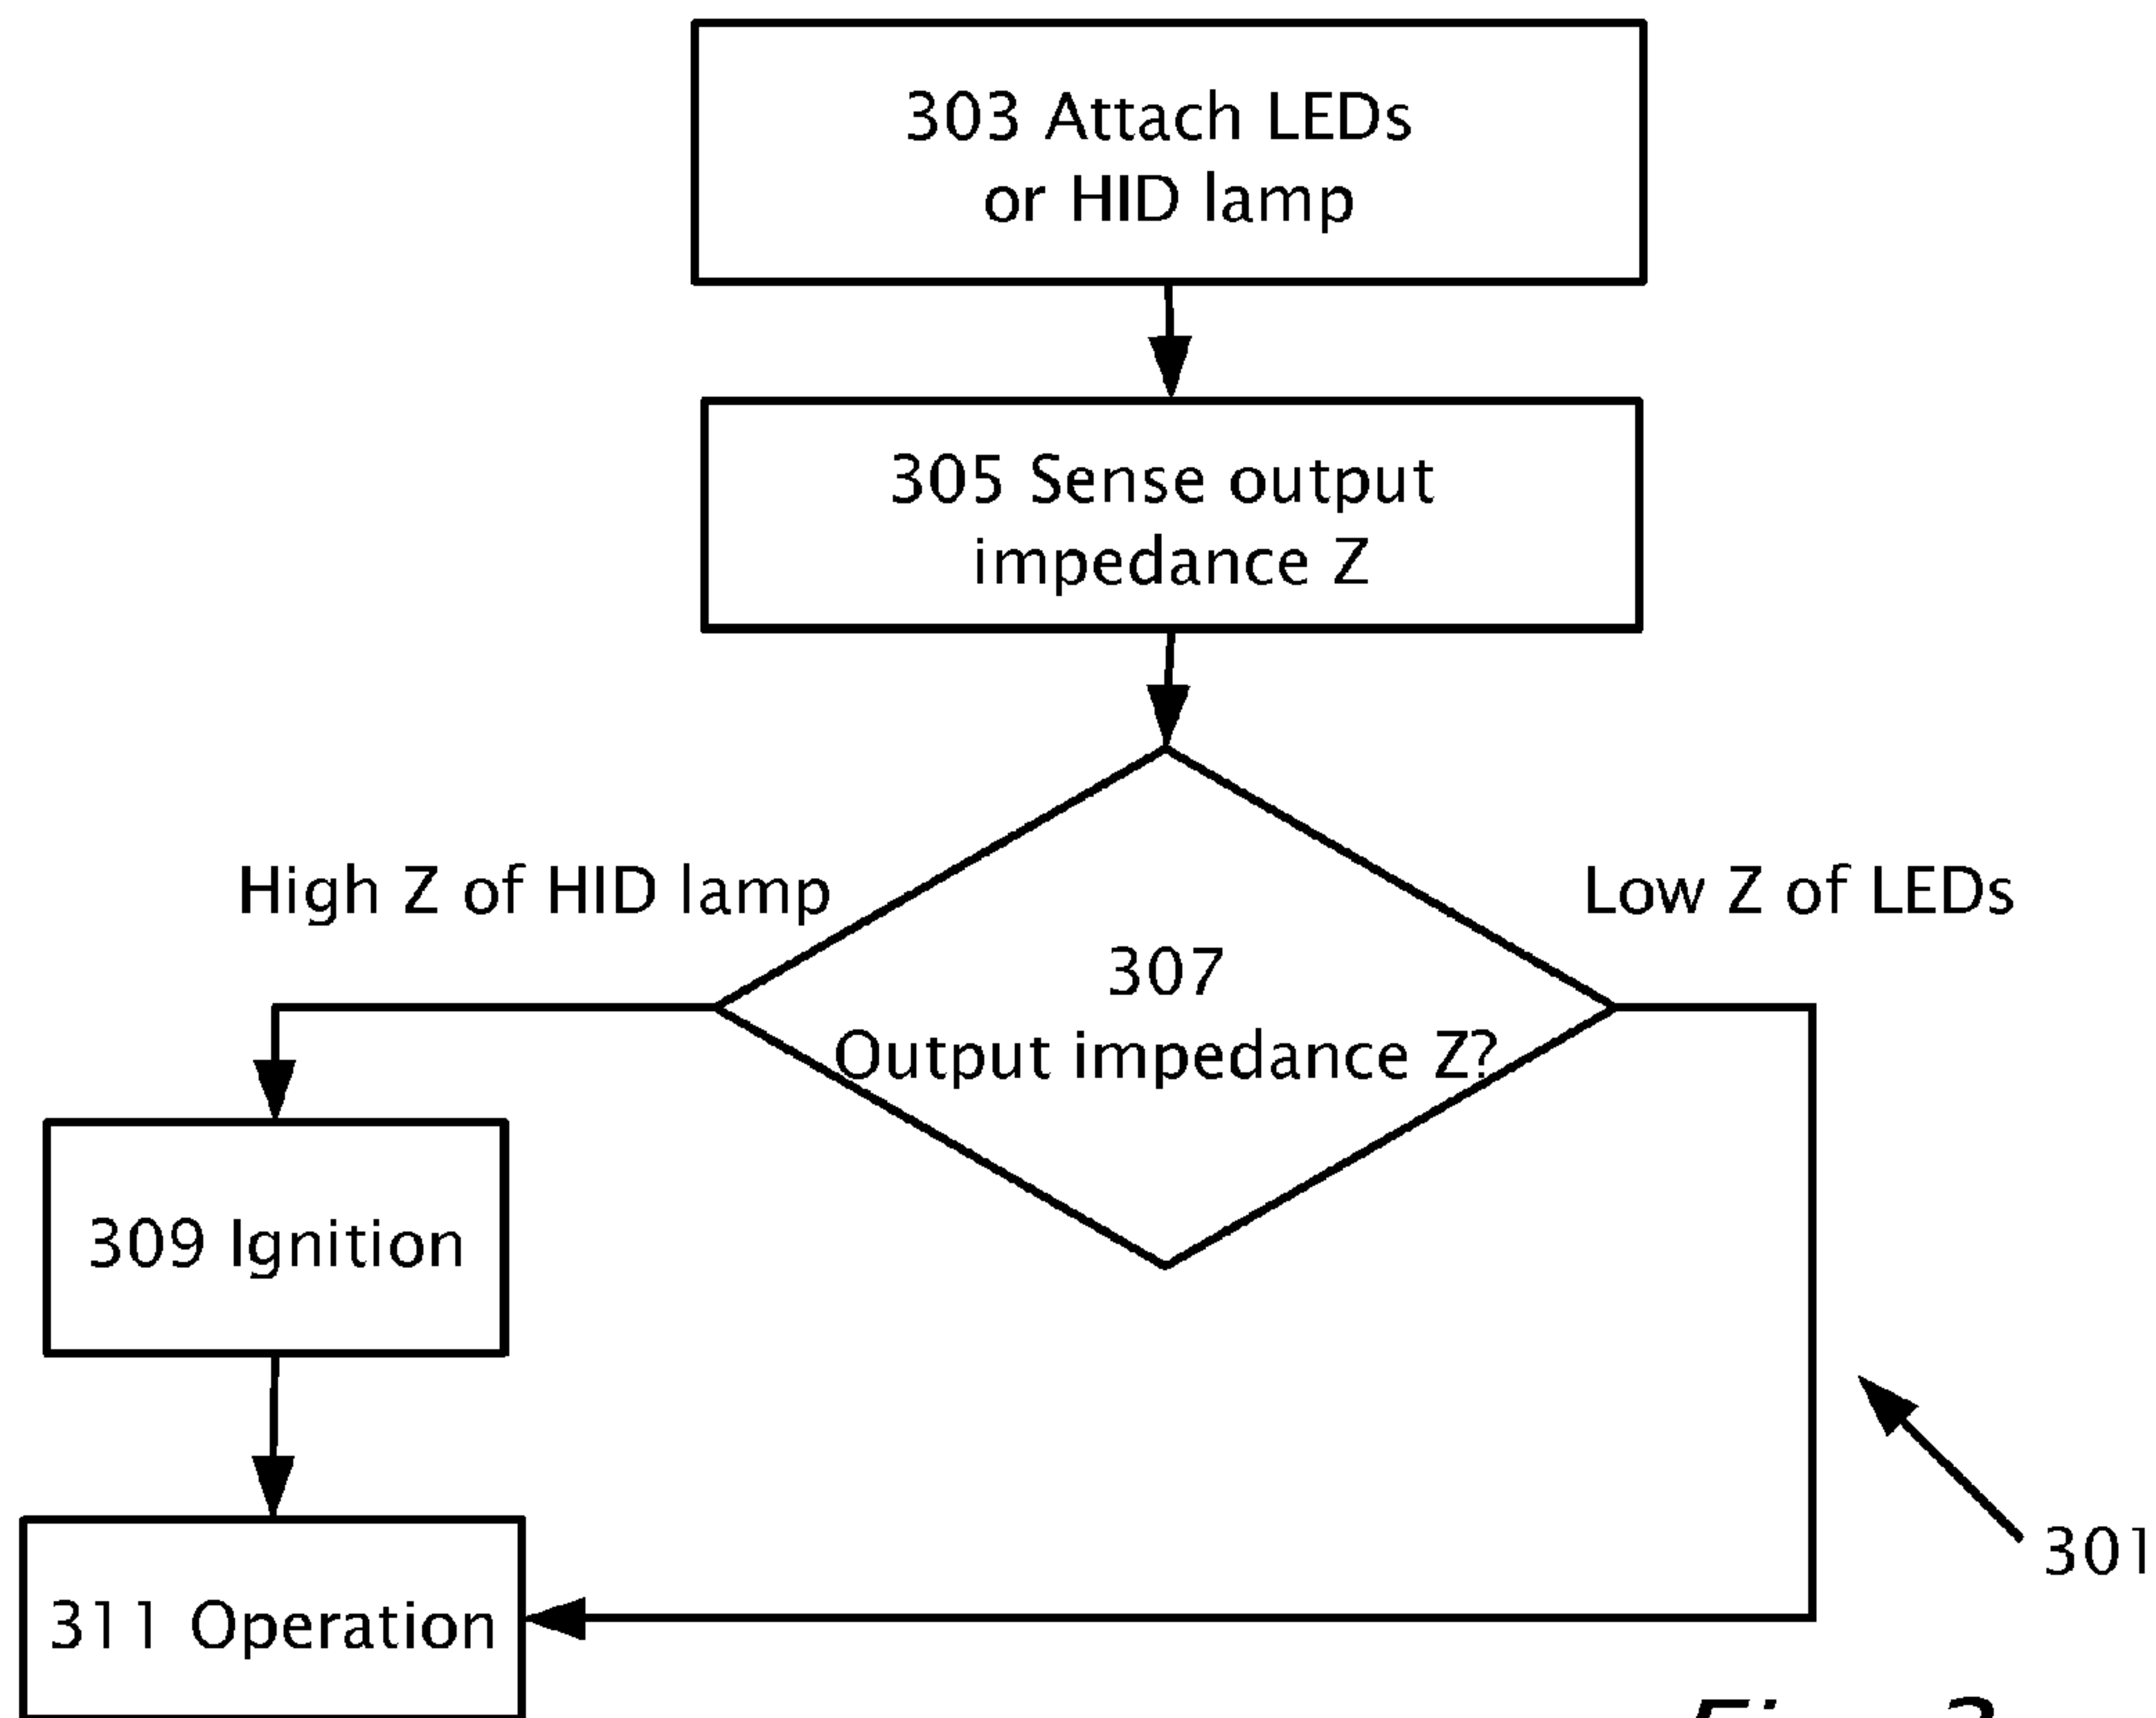 303 Attach LEDs
or HID lamp
305 Sense output
impedance Z
High Z of HID lamp
Low Z of LEDs
307
Output impedance Z?
309 Ignition
301
311 Operation